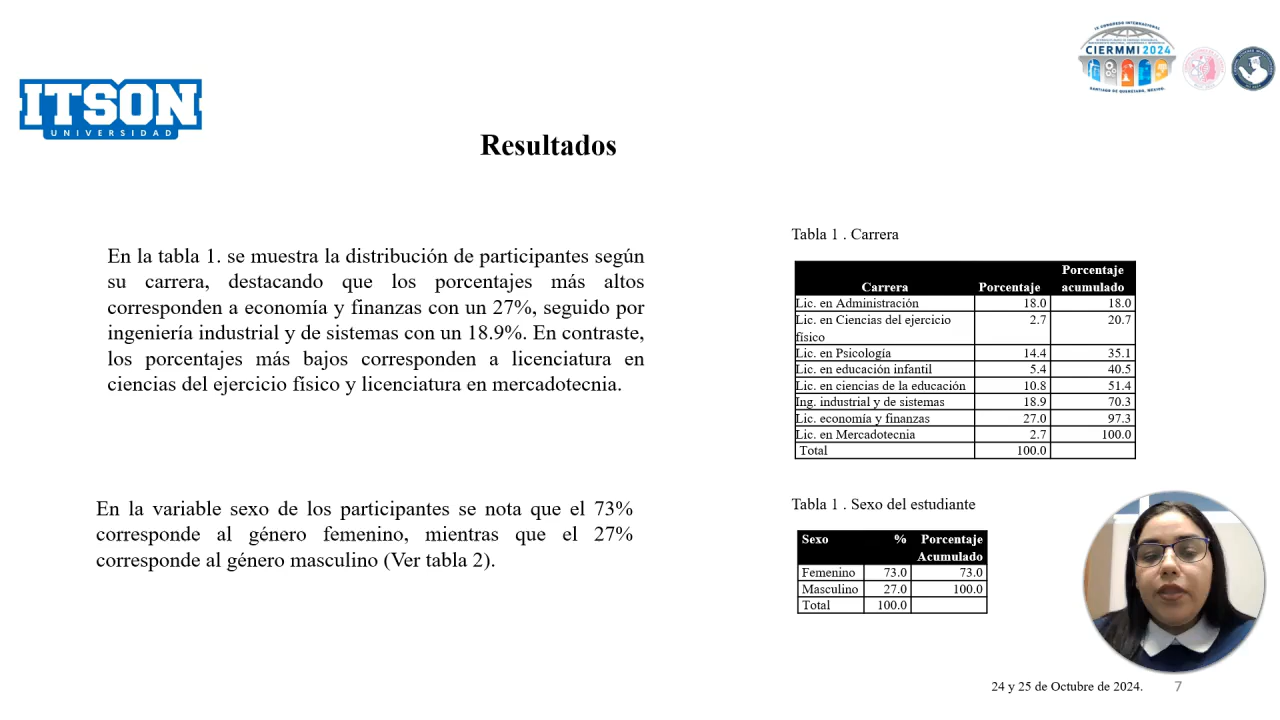 IX CONGRESO INTERNACIONAL
CIERMMI 2024
SANTIAGO DE QUERÉTARO, MÉXICO.
ITSON
UNIVERSIDAD
Resultados
En la tabla 1. se muestra la distribución de participantes según
su carrera, destacando que los porcentajes más altos
corresponden a economía y finanzas con un 27%, seguido por
ingeniería industrial y de sistemas con un 18.9%. En contraste,
los porcentajes más bajos corresponden a licenciatura en
ciencias del ejercicio físico y licenciatura en mercadotecnia.
En la variable sexo de los participantes se nota que el 73%
corresponde al género femenino, mientras que el 27%
corresponde al género masculino (Ver tabla 2).
Tabla 1 . Carrera
Carrera Porcentaje Porcentaje acumulado
Lic. en Administración 18.0 18.0
Lic. en Ciencias del ejercicio físico 2.7 20.7
Lic. en Psicología 14.4 35.1
Lic. en educación infantil 5.4 40.5
Lic. en ciencias de la educación 10.8 51.4
Ing. industrial y de sistemas 18.9 70.3
Lic. economía y finanzas 27.0 97.3
Lic. en Mercadotecnia 2.7 100.0
Total 100.0
Tabla 1 . Sexo del estudiante
Sexo % Porcentaje Acumulado
Femenino 73.0 73.0
Masculino 27.0 100.0
Total 100.0
24 y 25 de Octubre de 2024.
7